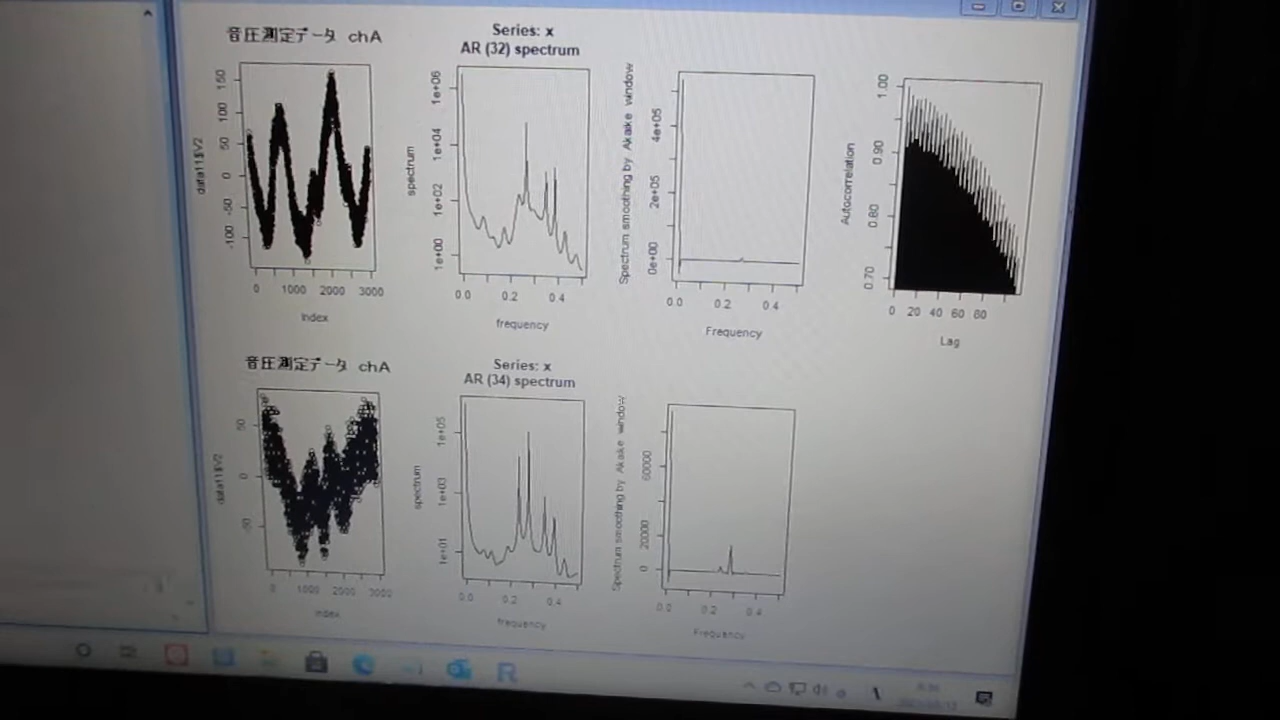 音圧測定データ chA
data11$V2
150
100
50
0
-50
-100
0 1000 2000 3000
Index
Series: x
AR (32) spectrum
spectrum
1e+06
1e+04
1e+02
1e+00
0.0 0.2 0.4
frequency
Spectrum smoothing by Akaike window
4e+05
2e+05
0e+00
0.0 0.2 0.4
Frequency
Autocorrelation
1.00
0.90
0.80
0.70
0 20 40 60 80
Lag
音圧測定データ chA
data11$V2
50
0
-50
0 1000 2000 3000
Index
Series: x
AR (34) spectrum
spectrum
1e+05
1e+03
1e+01
0.0 0.2 0.4
frequency
Spectrum smoothing by Akaike window
60000
20000
0
0.0 0.2 0.4
Frequency